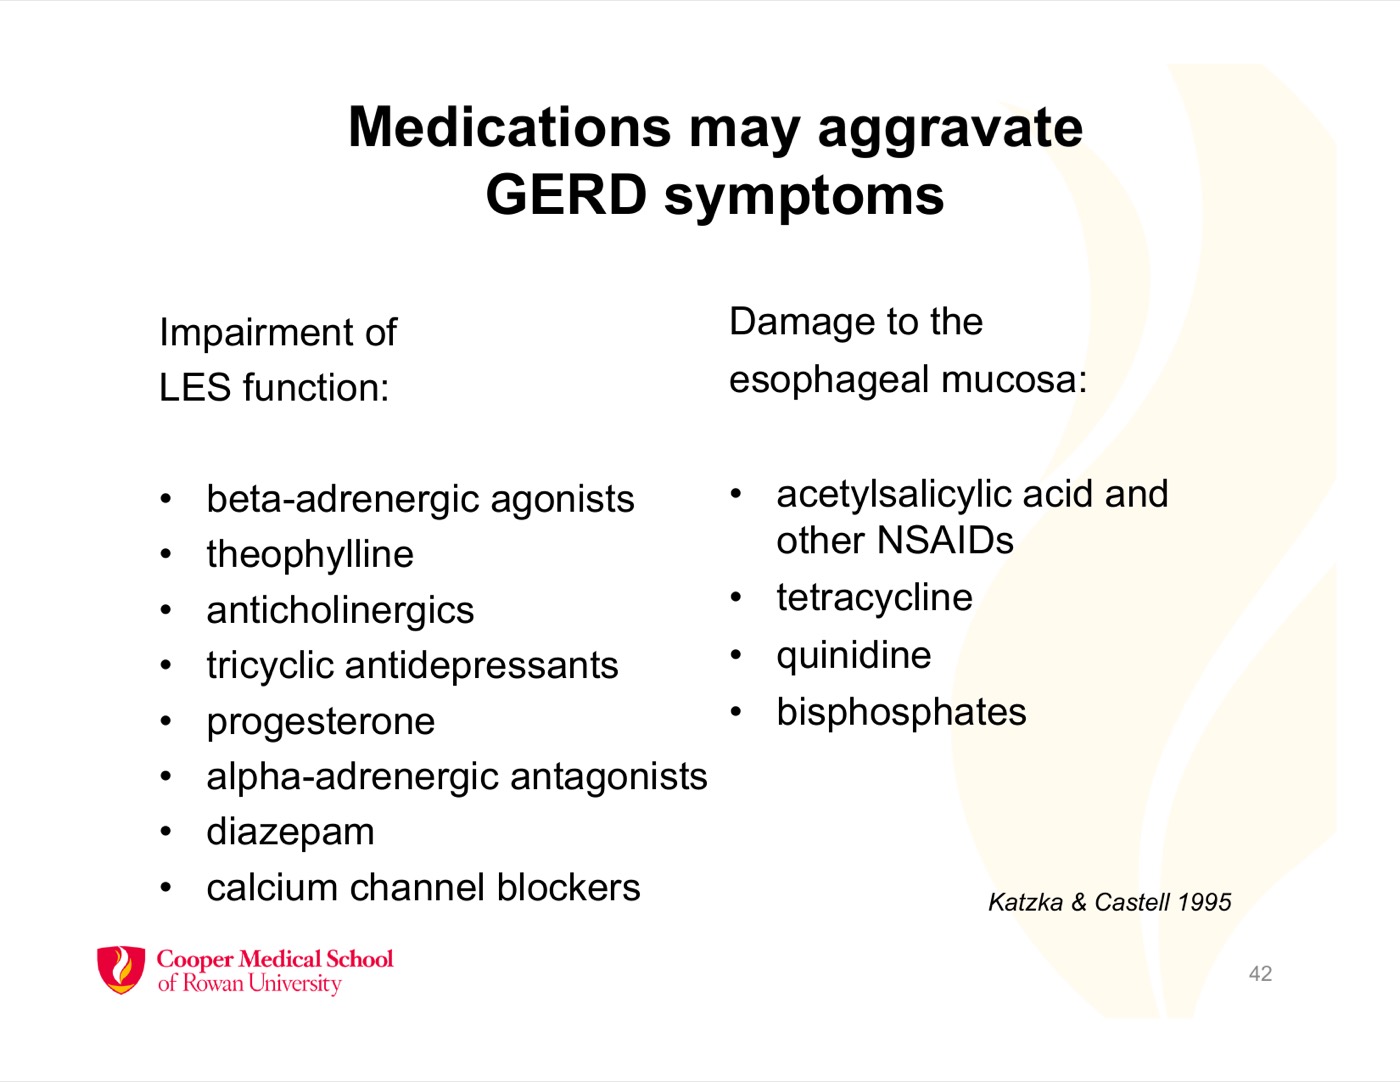 Medications may aggravate
GERD symptoms
Impairment of
LES function:
• beta-adrenergic agonists
• theophylline
• anticholinergics
• tricyclic antidepressants
• progesterone
• alpha-adrenergic antagonists
• diazepam
• calcium channel blockers
Damage to the
esophageal mucosa:
• acetylsalicylic acid and
other NSAIDs
• tetracycline
• quinidine
• bisphosphates
Katzka & Castell 1995
Cooper Medical School
of Rowan University
42